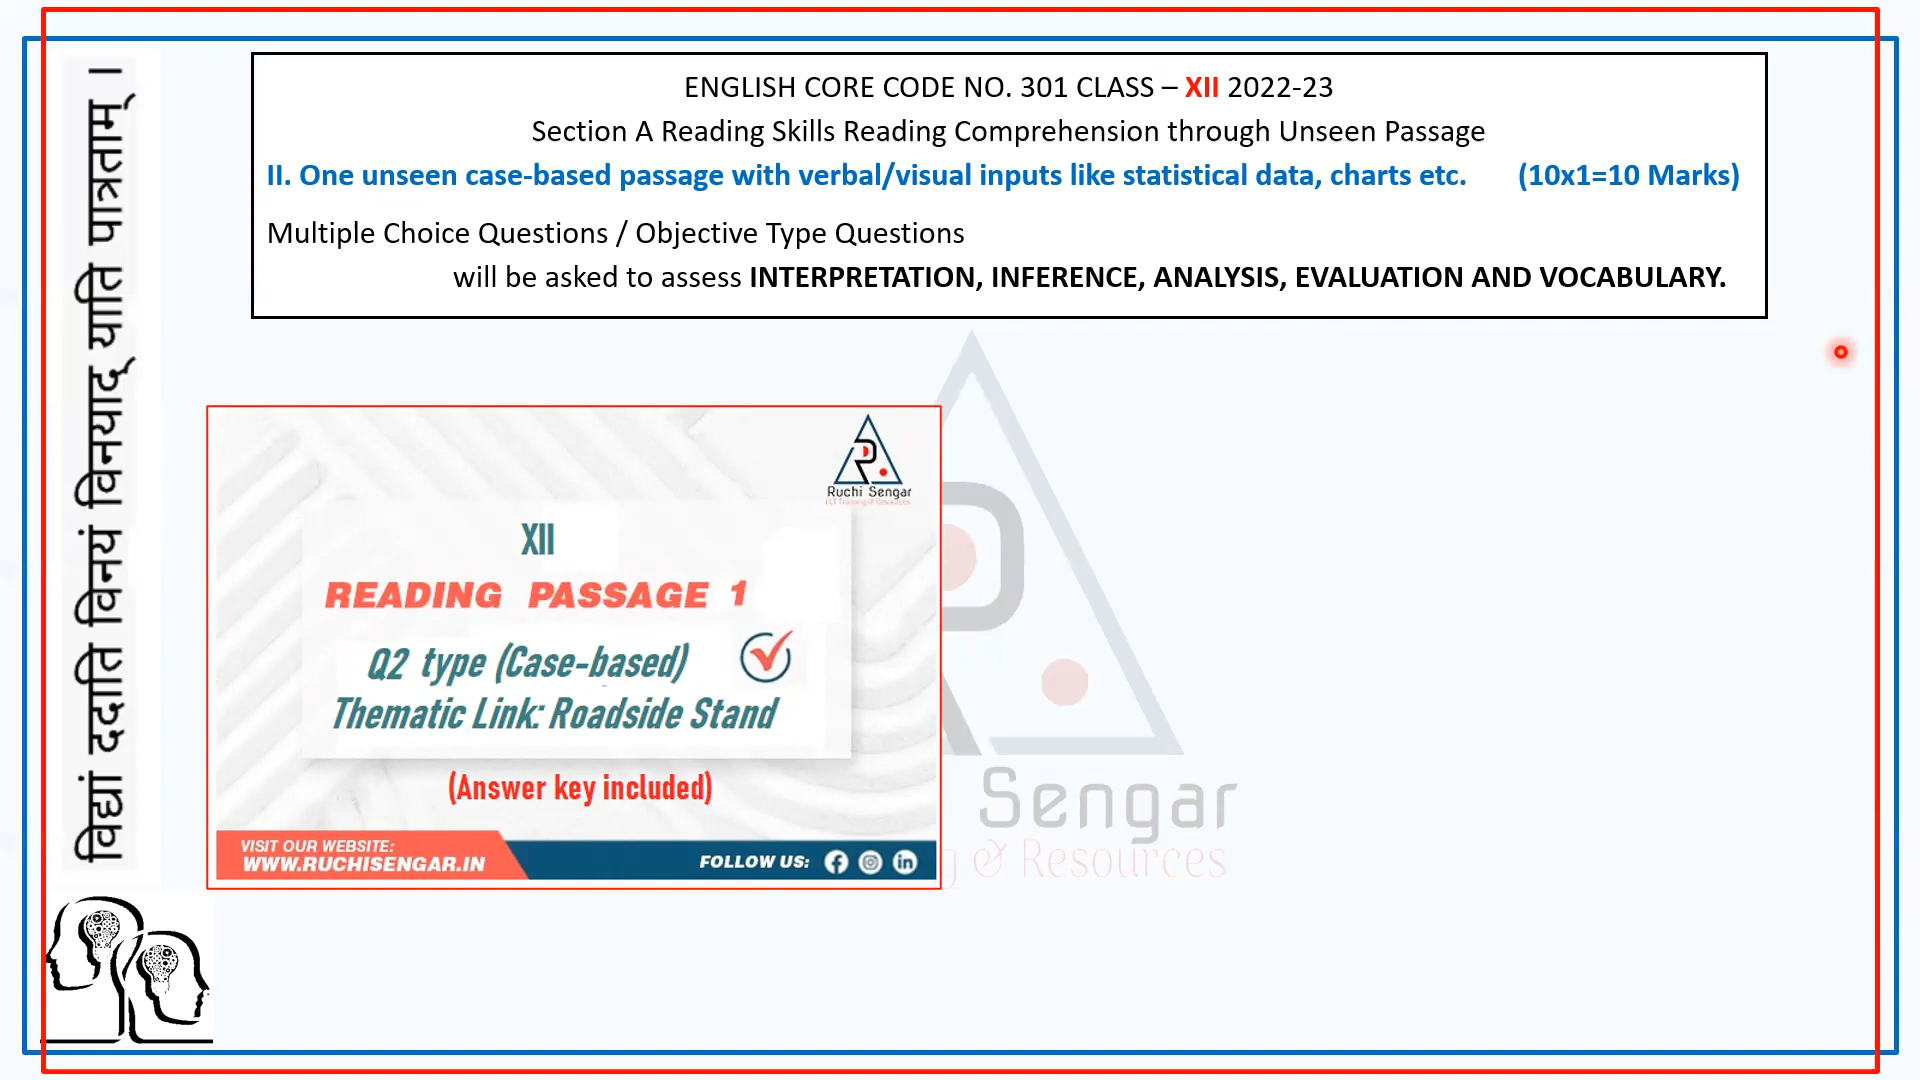 विद्यां ददाति विनयं विनयाद् याति पात्रताम् ।
ENGLISH CORE CODE NO. 301 CLASS – XII 2022-23
Section A Reading Skills Reading Comprehension through Unseen Passage
II. One unseen case-based passage with verbal/visual inputs like statistical data, charts etc. (10x1=10 Marks)
Multiple Choice Questions / Objective Type Questions
will be asked to assess INTERPRETATION, INFERENCE, ANALYSIS, EVALUATION AND VOCABULARY.
Ruchi Sengar
ELT Training & Resources
XII
READING PASSAGE 1
Q2 type (Case-based)
Thematic Link: Roadside Stand
(Answer key included)
VISIT OUR WEBSITE:
WWW.RUCHISENGAR.IN
FOLLOW US:
Sengar
g & Resources